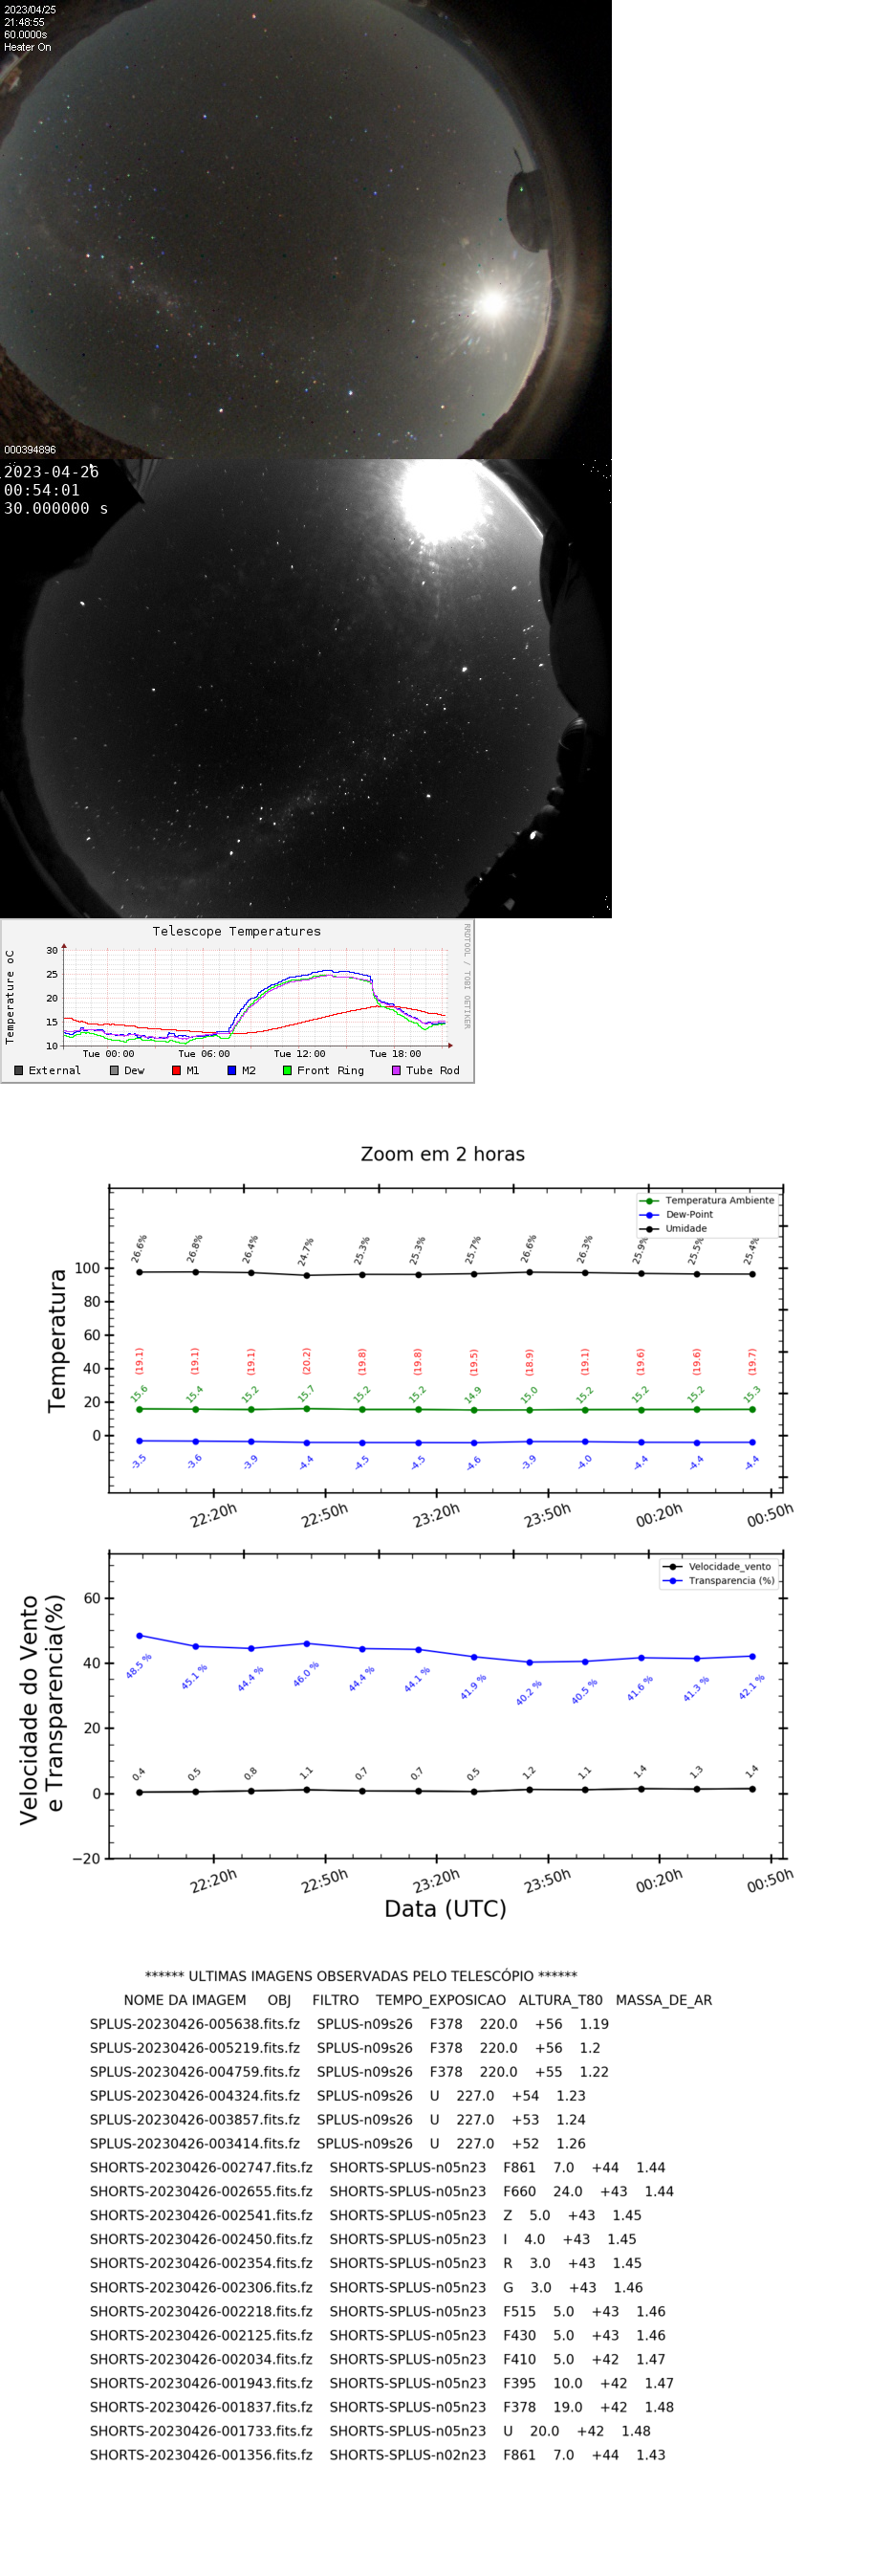 2023/04/25
21:48:55
60.0000s
Heater On
000394896
2023-04-26
00:54:01
30.000000 s
Telescope Temperatures
RRDTOOL / TOBI OETIKER
Temperature oC
30
25
20
15
10
Tue 00:00 Tue 06:00 Tue 12:00 Tue 18:00
External Dew M1 M2 Front Ring Tube Rod
Zoom em 2 horas
Temperatura Ambiente
Dew-Point
Umidade
26.6% 26.8% 26.4% 24.7% 25.3% 25.3% 25.7% 26.6% 26.3% 25.9% 25.5% 25.4%
Temperatura
100
80
60
40
20
0
(19.1) (19.1) (19.1) (20.2) (19.8) (19.8) (19.5) (18.9) (19.1) (19.6) (19.6) (19.7)
15.6 15.4 15.2 15.7 15.2 15.2 14.9 15.0 15.2 15.2 15.2 15.3
-3.5 -3.6 -3.9 -4.4 -4.5 -4.5 -4.6 -3.9 -4.0 -4.4 -4.4 -4.4
22:20h 22:50h 23:20h 23:50h 00:20h 00:50h
Velocidade_vento
Transparencia (%)
Velocidade do Vento
e Transparencia(%)
60
40
20
0
−20
48.5 % 45.1 % 44.4 % 46.0 % 44.4 % 44.1 % 41.9 % 40.2 % 40.5 % 41.6 % 41.3 % 42.1 %
0.4 0.5 0.8 1.1 0.7 0.7 0.5 1.2 1.1 1.4 1.3 1.4
22:20h 22:50h 23:20h 23:50h 00:20h 00:50h
Data (UTC)
****** ULTIMAS IMAGENS OBSERVADAS PELO TELESCÓPIO ******
NOME DA IMAGEM OBJ FILTRO TEMPO_EXPOSICAO ALTURA_T80 MASSA_DE_AR
SPLUS-20230426-005638.fits.fz SPLUS-n09s26 F378 220.0 +56 1.19
SPLUS-20230426-005219.fits.fz SPLUS-n09s26 F378 220.0 +56 1.2
SPLUS-20230426-004759.fits.fz SPLUS-n09s26 F378 220.0 +55 1.22
SPLUS-20230426-004324.fits.fz SPLUS-n09s26 U 227.0 +54 1.23
SPLUS-20230426-003857.fits.fz SPLUS-n09s26 U 227.0 +53 1.24
SPLUS-20230426-003414.fits.fz SPLUS-n09s26 U 227.0 +52 1.26
SHORTS-20230426-002747.fits.fz SHORTS-SPLUS-n05n23 F861 7.0 +44 1.44
SHORTS-20230426-002655.fits.fz SHORTS-SPLUS-n05n23 F660 24.0 +43 1.44
SHORTS-20230426-002541.fits.fz SHORTS-SPLUS-n05n23 Z 5.0 +43 1.45
SHORTS-20230426-002450.fits.fz SHORTS-SPLUS-n05n23 I 4.0 +43 1.45
SHORTS-20230426-002354.fits.fz SHORTS-SPLUS-n05n23 R 3.0 +43 1.45
SHORTS-20230426-002306.fits.fz SHORTS-SPLUS-n05n23 G 3.0 +43 1.46
SHORTS-20230426-002218.fits.fz SHORTS-SPLUS-n05n23 F515 5.0 +43 1.46
SHORTS-20230426-002125.fits.fz SHORTS-SPLUS-n05n23 F430 5.0 +43 1.46
SHORTS-20230426-002034.fits.fz SHORTS-SPLUS-n05n23 F410 5.0 +42 1.47
SHORTS-20230426-001943.fits.fz SHORTS-SPLUS-n05n23 F395 10.0 +42 1.47
SHORTS-20230426-001837.fits.fz SHORTS-SPLUS-n05n23 F378 19.0 +42 1.48
SHORTS-20230426-001733.fits.fz SHORTS-SPLUS-n05n23 U 20.0 +42 1.48
SHORTS-20230426-001356.fits.fz SHORTS-SPLUS-n02n23 F861 7.0 +44 1.43